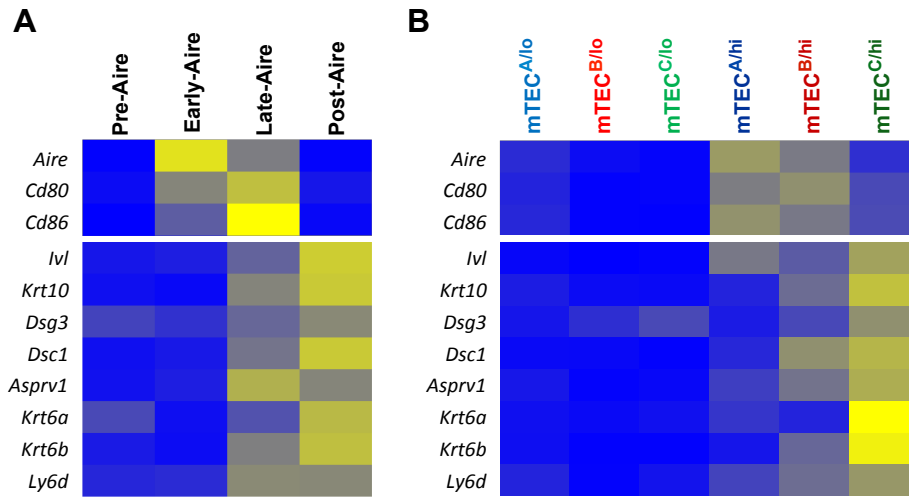 A
Pre-Aire
Early-Aire
Late-Aire
Post-Aire
Aire
Cd80
Cd86
Ivl
Krt10
Dsg3
Dsc1
Asprv1
Krt6a
Krt6b
Ly6d
B
mTEC^A/lo
mTEC^B/lo
mTEC^C/lo
mTEC^A/hi
mTEC^B/hi
mTEC^C/hi
Aire
Cd80
Cd86
Ivl
Krt10
Dsg3
Dsc1
Asprv1
Krt6a
Krt6b
Ly6d